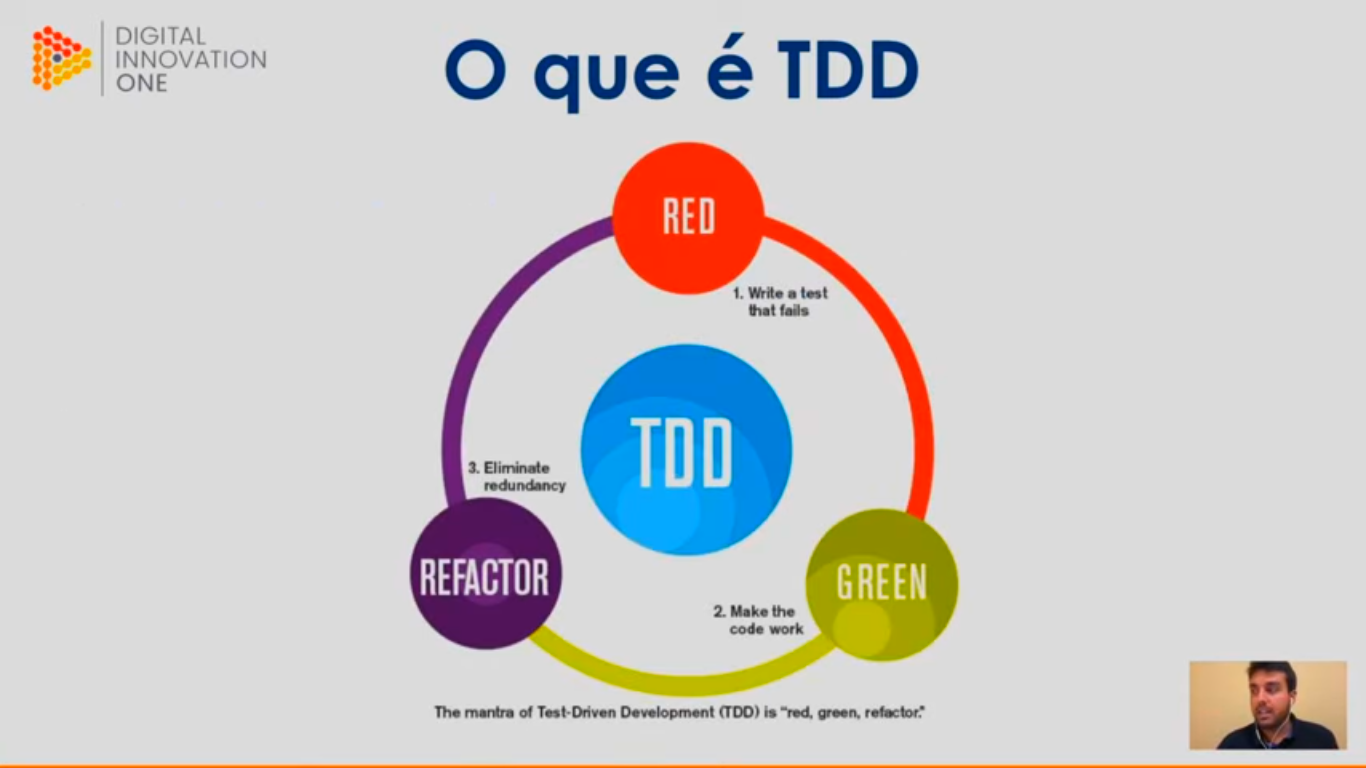 DIGITAL
INNOVATION
ONE
O que é TDD
RED
1. Write a test
that fails
TDD
3. Eliminate
redundancy
REFACTOR
GREEN
2. Make the
code work
The mantra of Test-Driven Development (TDD) is “red, green, refactor.”